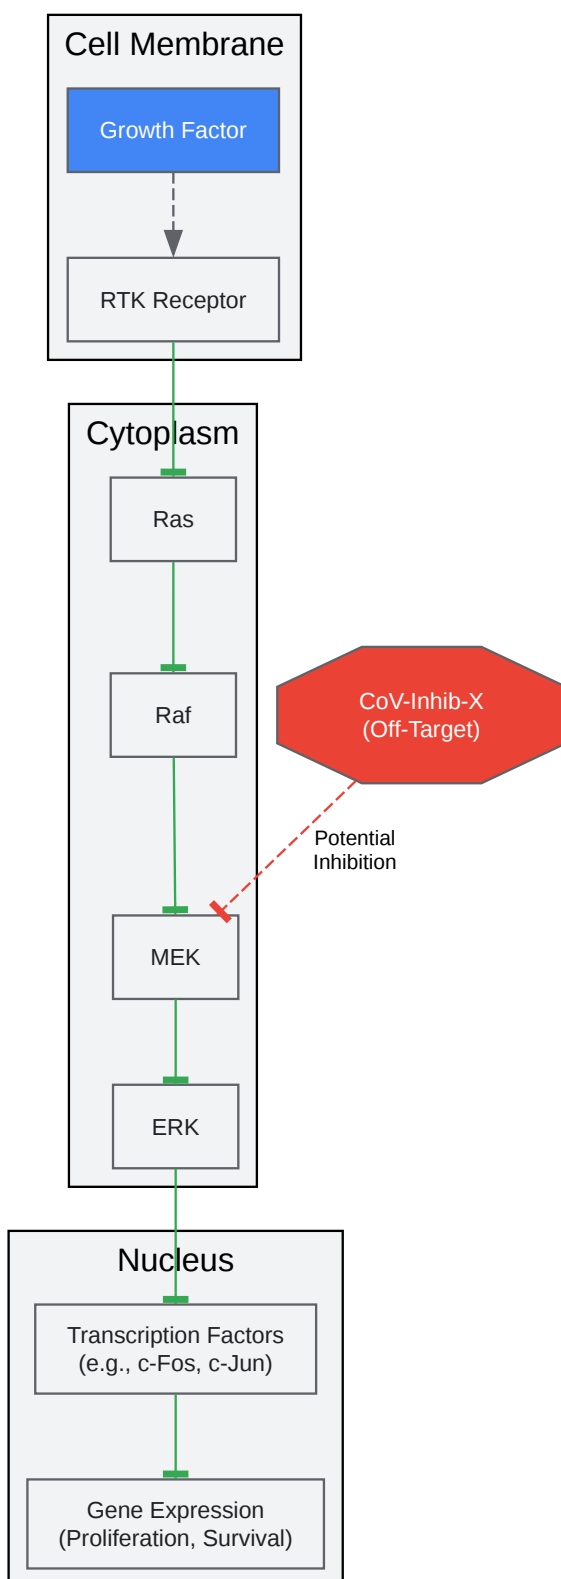 Cell Membrane
Growth Factor
RTK Receptor
Cytoplasm
Ras
Raf
CoV-Inhib-X
(Off-Target)
Potential
Inhibition
MEK
ERK
Nucleus
Transcription Factors
(e.g., c-Fos, c-Jun)
Gene Expression
(Proliferation, Survival)